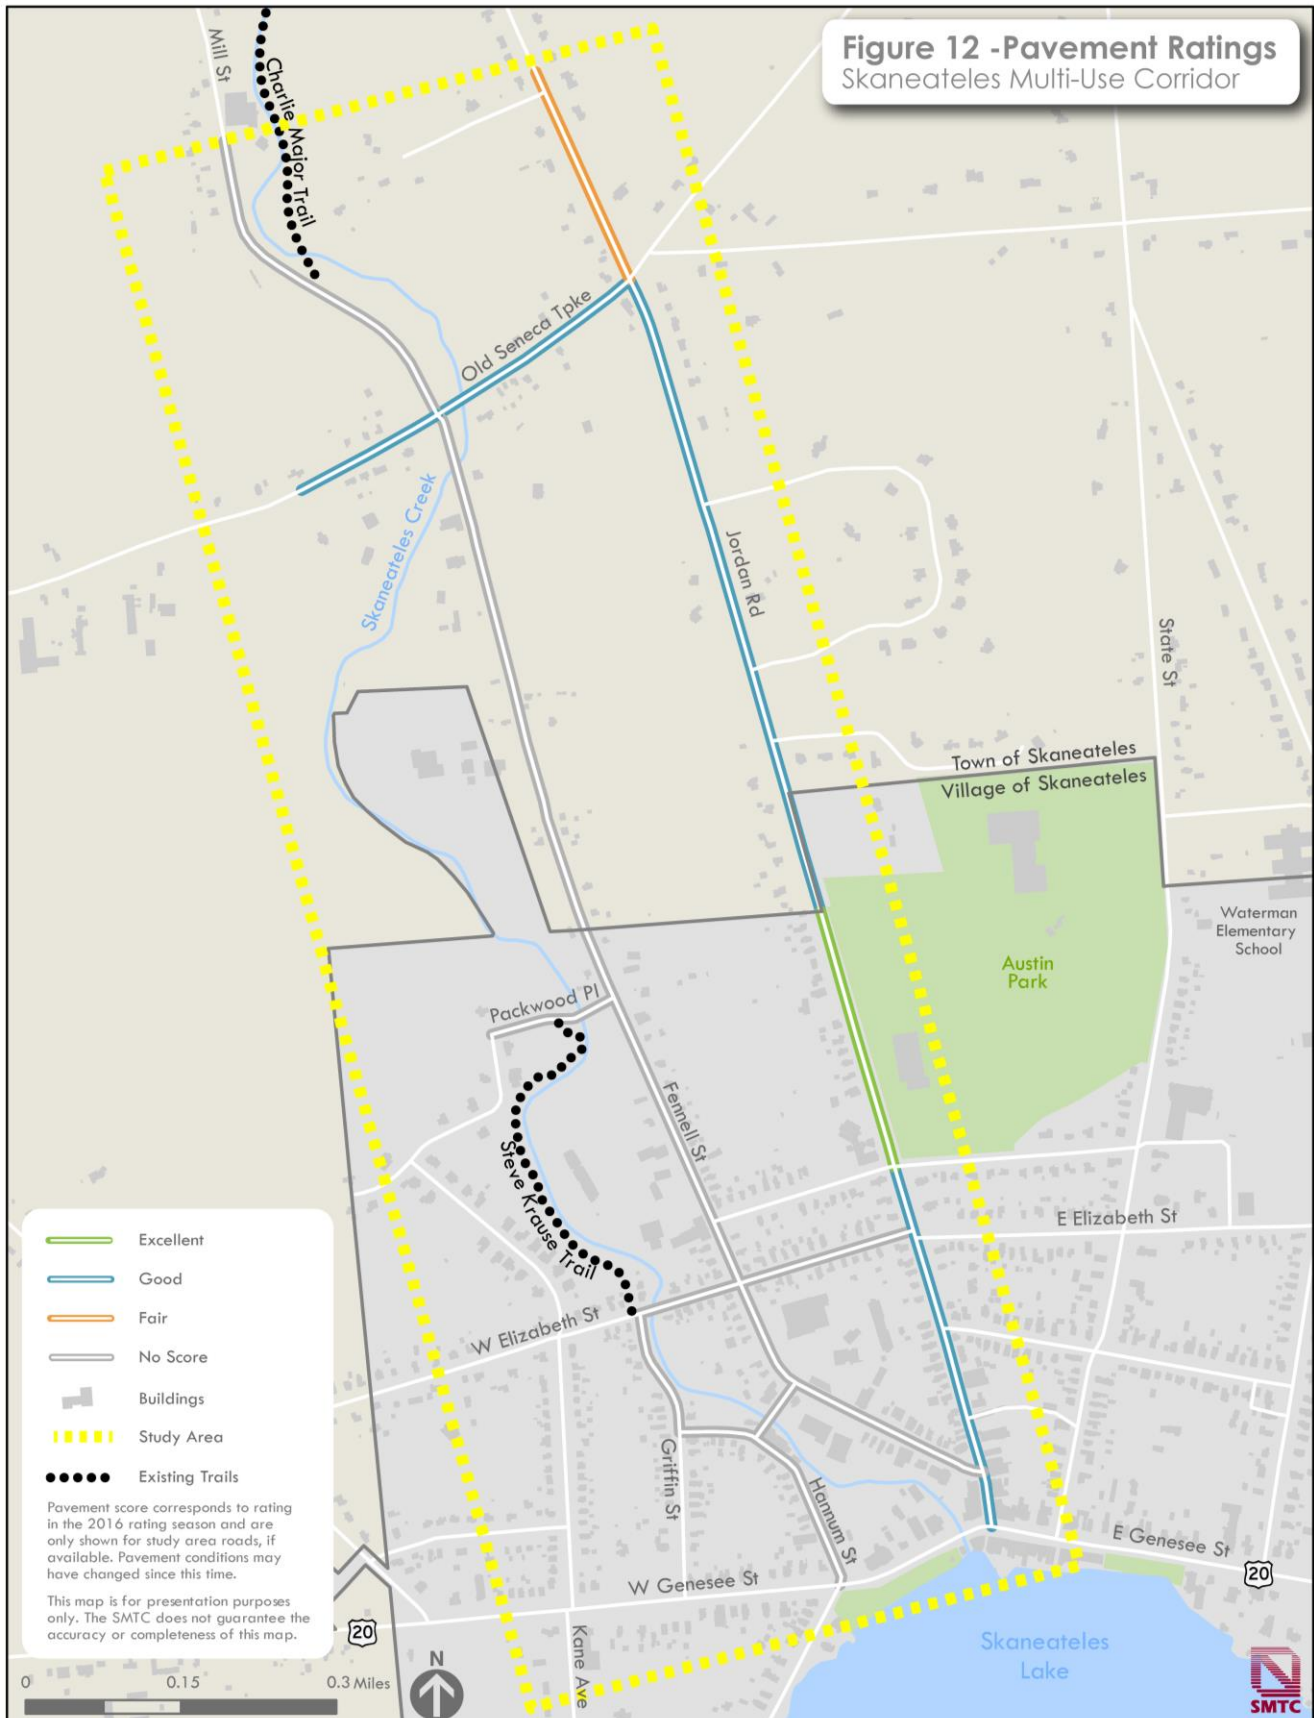 Figure 12 -Pavement Ratings
Skaneateles Multi-Use Corridor
Mill St
Charlie Major Trail
Old Seneca Tpke
Skaneateles Creek
Jordan Rd
State St
Town of Skaneateles
Village of Skaneateles
Waterman
Elementary
School
Austin
Park
Packwood Pl
Fennell St
Steve Krause Trail
E Elizabeth St
W Elizabeth St
Griffin St
Hannum St
E Genesee St
W Genesee St
20
20
Kane Ave
Skaneateles
Lake
Excellent
Good
Fair
No Score
Buildings
Study Area
Existing Trails
Pavement score corresponds to rating
in the 2016 rating season and are
only shown for study area roads, if
available. Pavement conditions may
have changed since this time.
This map is for presentation purposes
only. The SMTC does not guarantee the
accuracy or completeness of this map.
0 0.15 0.3 Miles
N
SMTC